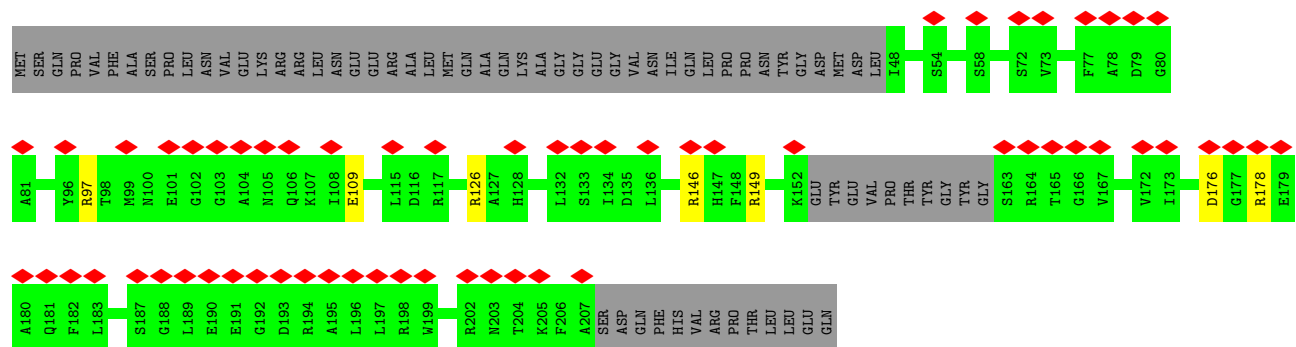 MET SER GLN PRO VAL PHE ALA SER PRO LEU ASN VAL GLU LYS ARG ARG LEU ASN GLU GLU ARG ALA LEU MET GLN ALA GLN LYS ALA GLY GLY GLU GLY VAL ASN ILE GLN LEU PRO PRO ASN TYR GLY ASP MET ASP LEU I48 S54 S58 S72 V73 F77 A78 D79 G80
A81 Y96 R97 T98 M99 N100 E101 G102 G103 A104 N105 Q106 K107 I108 E109 L115 D116 R117 R126 A127 H128 L132 S133 I134 D135 L136 R146 H147 F148 R149 K152 GLU TYR GLU VAL PRO THR TYR GLY TYR GLY S163 R164 T165 G166 V167 V172 I173 D176 G177 R178 E179
A180 Q181 F182 L183 S187 G188 L189 E190 E191 G192 D193 R194 A195 L196 L197 R198 W199 R202 N203 T204 K205 F206 A207 SER ASP GLN PHE HIS VAL ARG PRO THR LEU LEU GLU GLN